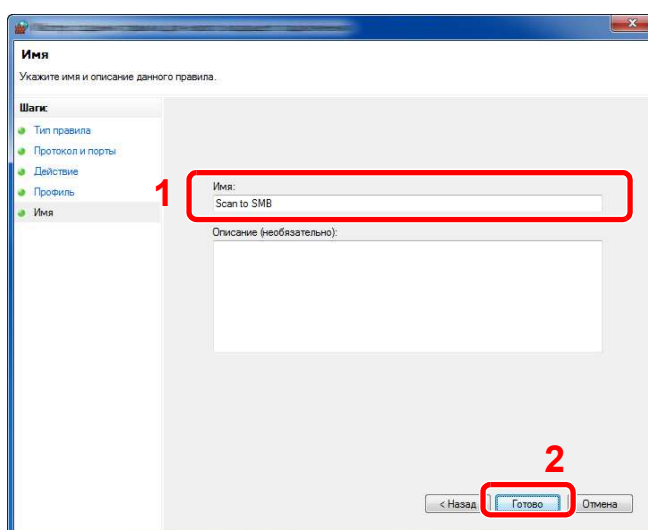 Имя
Укажите имя и описание данного правила.
Шаги:
Тип правила
Протокол и порты
Действие
Профиль
Имя
1
Имя:
Scan to SMB
Описание (необязательно):
2
< Назад
Готово
Отмена